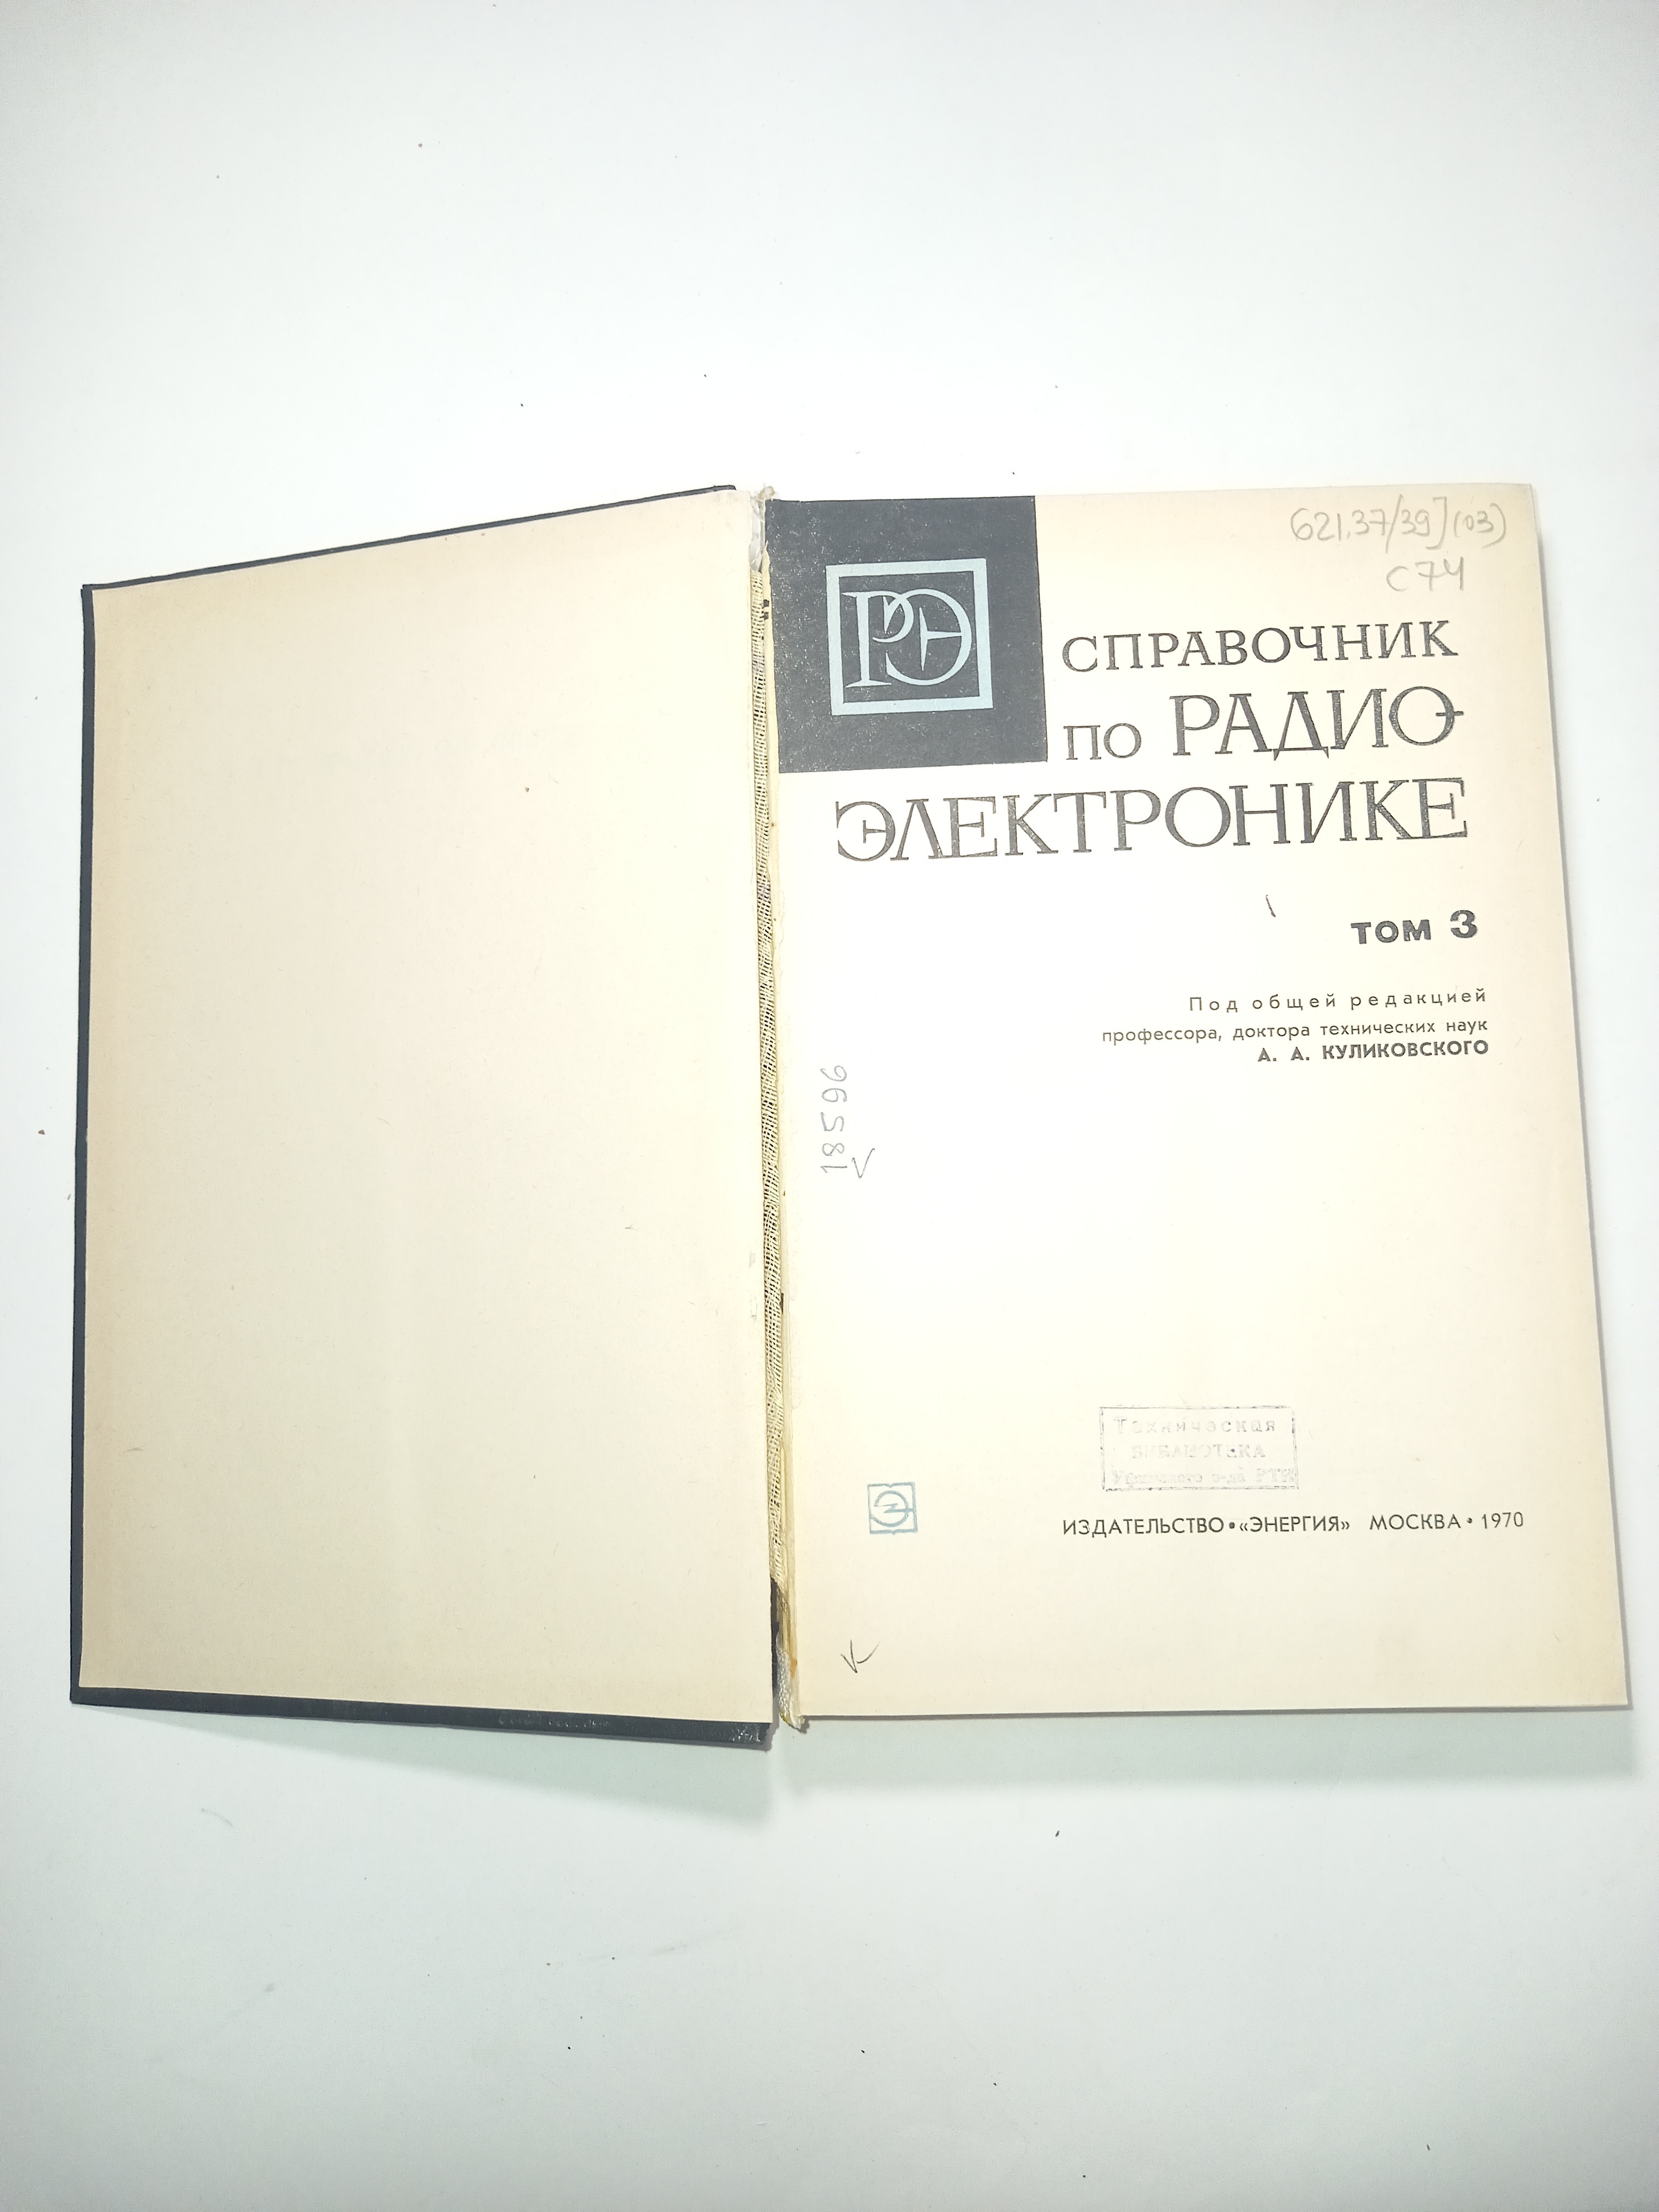 621.37/39](03)
С74
РЭ
СПРАВОЧНИК
ПО РАДИО
ЭЛЕКТРОНИКЕ
ТОМ 3
Под общей редакцией
профессора, доктора технических наук
А. А. КУЛИКОВСКОГО
18596
Техническая
БИБЛИОТЕКА
Э
ИЗДАТЕЛЬСТВО•«ЭНЕРГИЯ» МОСКВА•1970